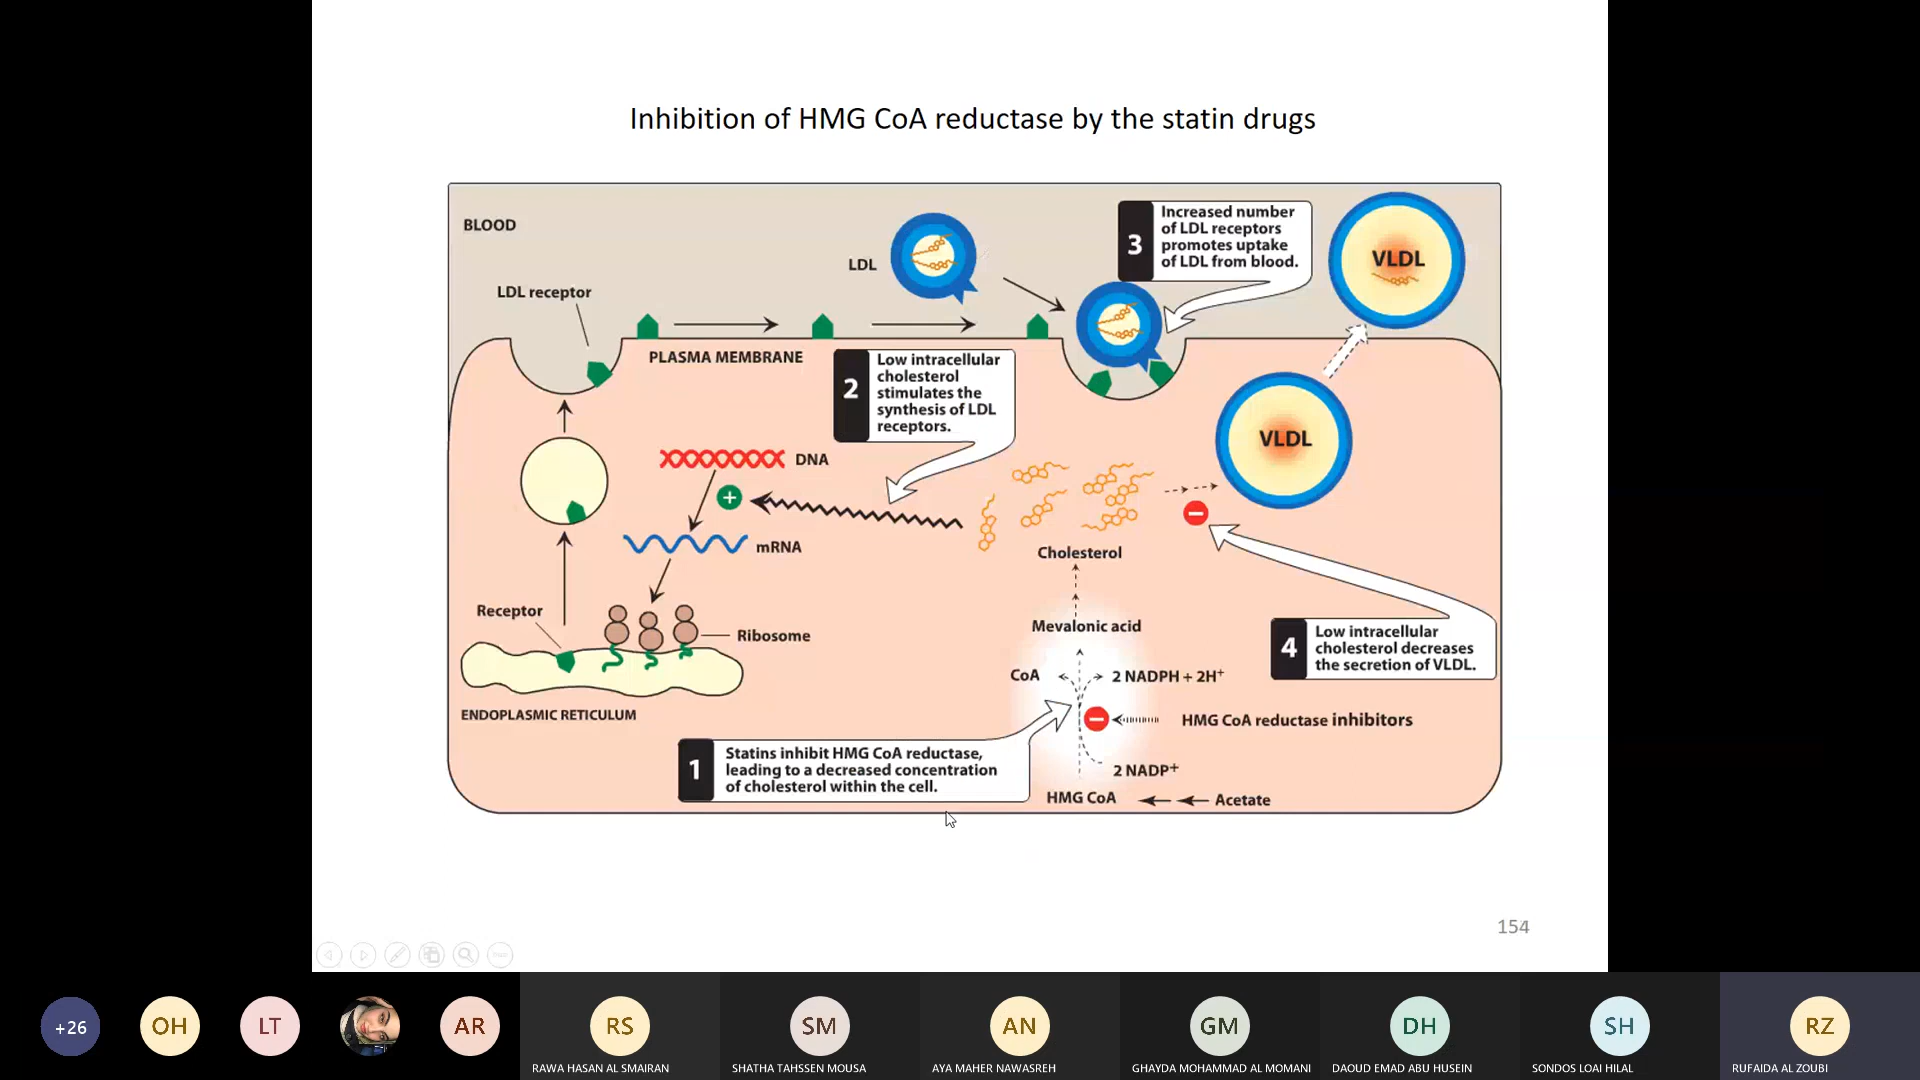 Inhibition of HMG CoA reductase by the statin drugs
BLOOD
LDL receptor
LDL
3
Increased number
of LDL receptors
promotes uptake
of LDL from blood.
VLDL
PLASMA MEMBRANE
2
Low intracellular
cholesterol
stimulates the
synthesis of LDL
receptors.
VLDL
DNA
+
mRNA
Cholesterol
Receptor
Ribosome
Mevalonic acid
4
Low intracellular
cholesterol decreases
the secretion of VLDL.
CoA
2 NADPH + 2H⁺
ENDOPLASMIC RETICULUM
HMG CoA reductase inhibitors
1
Statins inhibit HMG CoA reductase,
leading to a decreased concentration
of cholesterol within the cell.
2 NADP⁺
HMG CoA
Acetate
154
+26
OH
LT
AR
RS
SM
AN
GM
DH
SH
RZ
RAWA HASAN AL SMAIRAN
SHATHA TAHSSEN MOUSA
AYA MAHER NAWASREH
GHAYDA MOHAMMAD AL MOMANI
DAOUD EMAD ABU HUSEIN
SONDOS LOAI HILAL
RUFAIDA AL ZOUBI